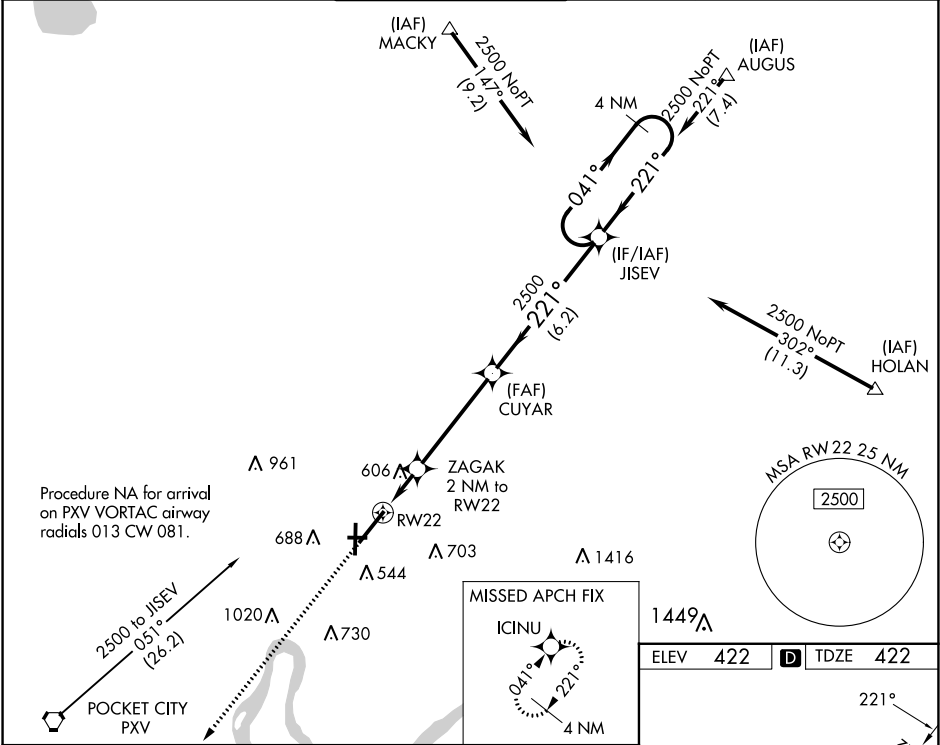 (IAF)
MACKY
2500 NoPT
147°
(9.2)
(IAF)
AUGUS
2500 NoPT
221°
(7.4)
4 NM
041°
221°
(IF/IAF)
JISEV
2500
221°
(6.2)
2500 NoPT
302°
(11.3)
(IAF)
HOLAN
(FAF)
CUYAR
961
606
ZAGAK
2 NM to
RW22
MSA RW22 25 NM
2500
Procedure NA for arrival
on PXV VORTAC airway
radials 013 CW 081.
RW22
688
703
1416
544
2500 to JISEV
051°
(26.2)
1020
730
MISSED APCH FIX
ICINU
041°
221°
4 NM
1449
ELEV 422 D TDZE 422
POCKET CITY
PXV
221°